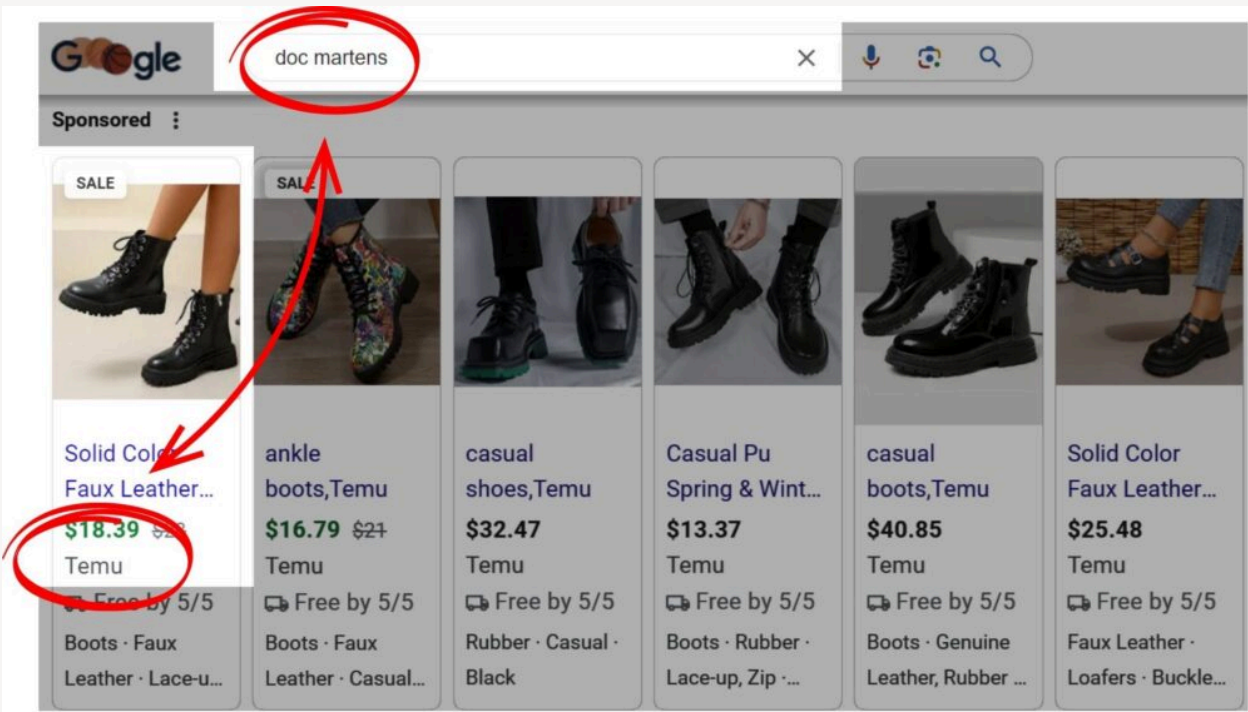 Google
doc martens
Sponsored
SALE
Solid Color
Faux Leather...
$18.39
Temu
Free by 5/5
Boots · Faux
Leather · Lace-u...
SALE
ankle
boots,Temu
$16.79 $21
Temu
Free by 5/5
Boots · Faux
Leather · Casual...
casual
shoes,Temu
$32.47
Temu
Free by 5/5
Rubber · Casual ·
Black
Casual Pu
Spring & Wint...
$13.37
Temu
Free by 5/5
Boots · Rubber ·
Lace-up, Zip ·...
casual
boots,Temu
$40.85
Temu
Free by 5/5
Boots · Genuine
Leather, Rubber ...
Solid Color
Faux Leather...
$25.48
Temu
Free by 5/5
Faux Leather ·
Loafers · Buckle...